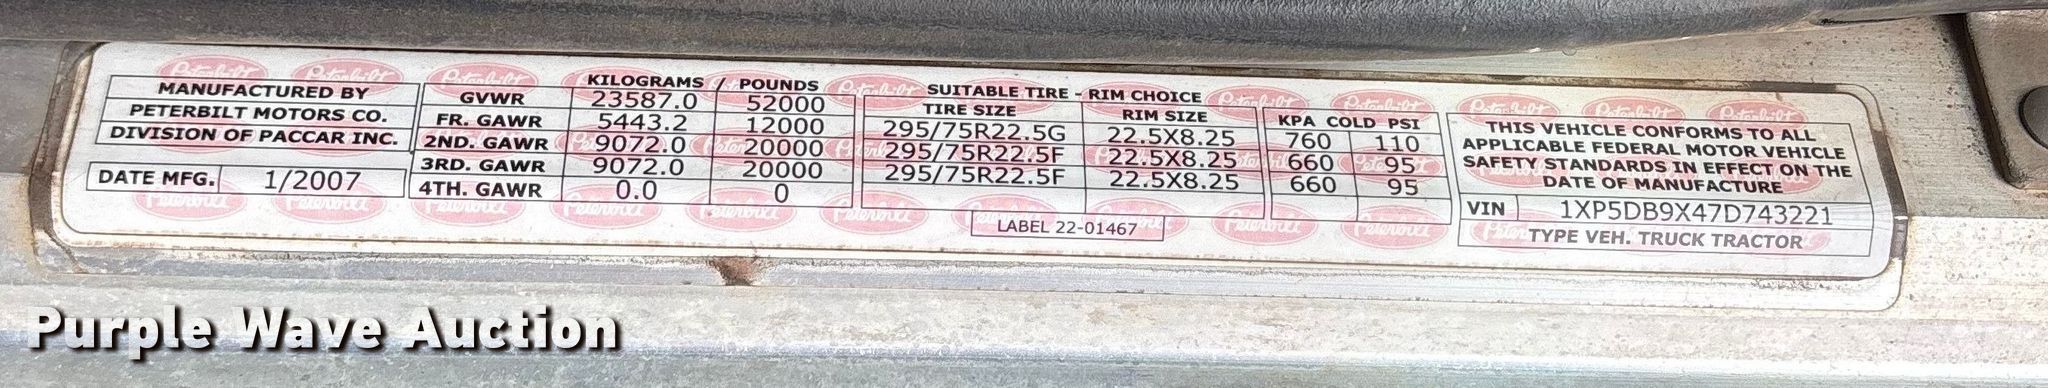 MANUFACTURED BY
PETERBILT MOTORS CO.
DIVISION OF PACCAR INC.
DATE MFG. 1/2007
KILOGRAMS / POUNDS
GVWR 23587.0 52000
FR. GAWR 5443.2 12000
2ND. GAWR 9072.0 20000
3RD. GAWR 9072.0 20000
4TH. GAWR 0.0 0
SUITABLE TIRE - RIM CHOICE
TIRE SIZE RIM SIZE KPA COLD PSI
295/75R22.5G 22.5X8.25 760 110
295/75R22.5F 22.5X8.25 660 95
295/75R22.5F 22.5X8.25 660 95
LABEL 22-01467
THIS VEHICLE CONFORMS TO ALL
APPLICABLE FEDERAL MOTOR VEHICLE
SAFETY STANDARDS IN EFFECT ON THE
DATE OF MANUFACTURE
VIN 1XP5DB9X47D743221
TYPE VEH. TRUCK TRACTOR
Purple Wave Auction